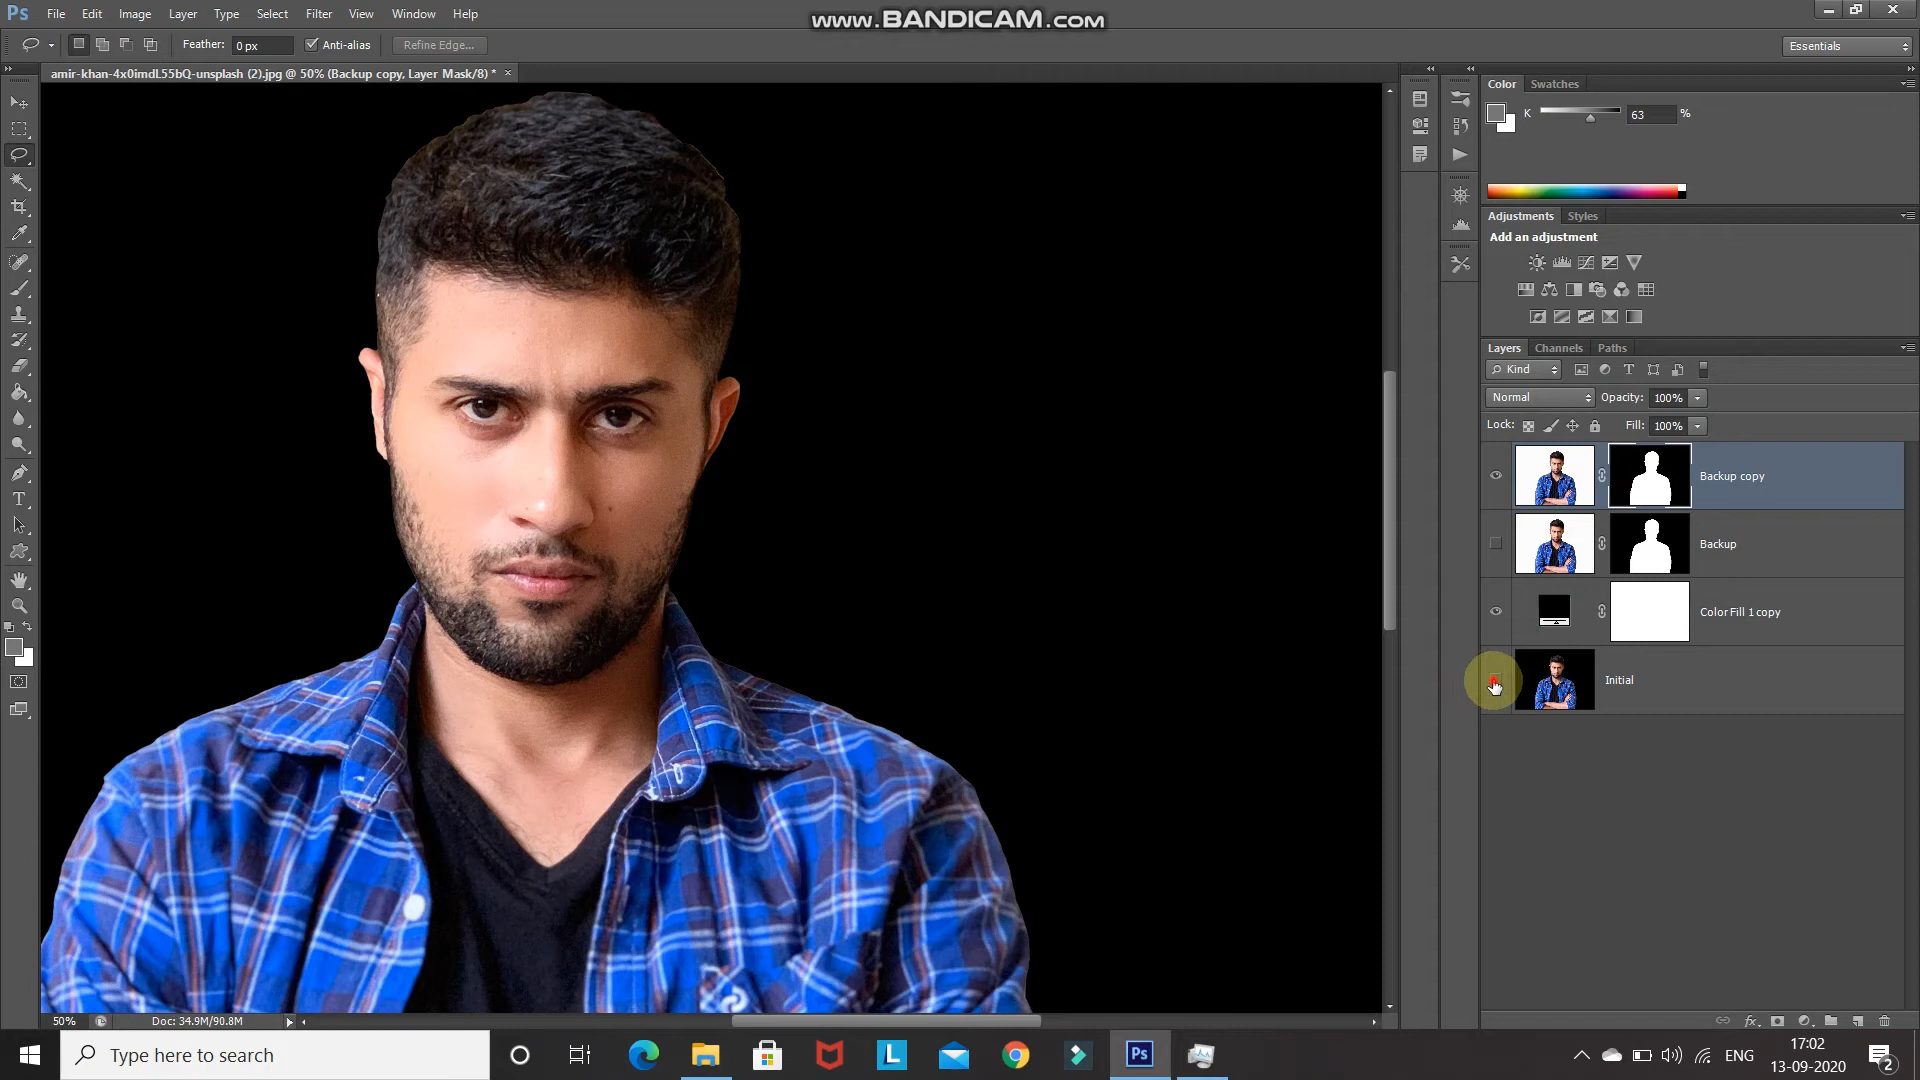 Ps File Edit Image Layer Select Filter View Window Help
Type
www.BANDICAM.com
Feather: 0 px Anti-alias Refine Edge... Essentials
amir-khan-4x0imdL55bQ-unsplash (2).jpg @ 50% (Backup copy, Layer Mask/8) * ×
Color Swatches
K 63 %
Adjustments Styles
Add an adjustment
Layers Channels Paths
Kind
Normal Opacity: 100%
Lock: Fill: 100%
Backup copy
Backup
Color Fill 1 copy
Initial
50% Doc: 34.9M/90.8M
Type here to search
L
Ps
ENG
17:02
13-09-2020
2